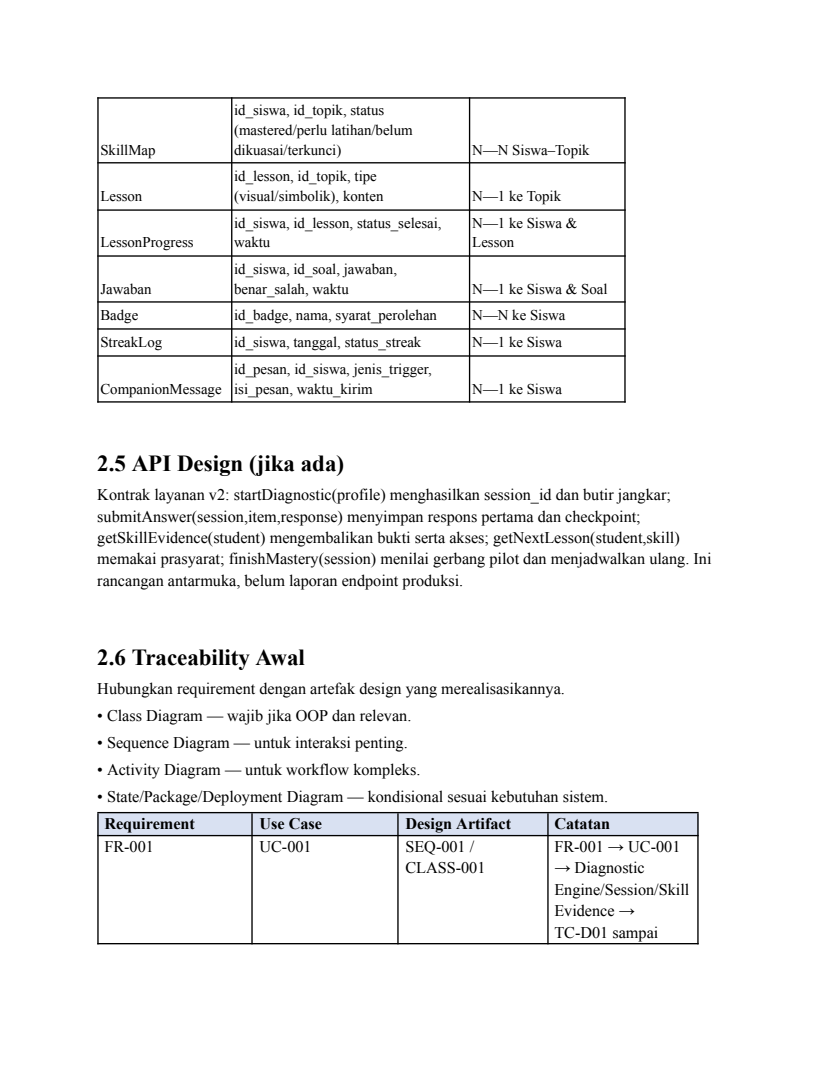 id_siswa, id_topik, status
(mastered/perlu latihan/belum
SkillMap dikuasai/terkunci) N—N Siswa–Topik
id_lesson, id_topik, tipe
Lesson (visual/simbolik), konten N—1 ke Topik
id_siswa, id_lesson, status_selesai, N—1 ke Siswa &
LessonProgress waktu Lesson
id_siswa, id_soal, jawaban,
Jawaban benar_salah, waktu N—1 ke Siswa & Soal
Badge id_badge, nama, syarat_perolehan N—N ke Siswa
StreakLog id_siswa, tanggal, status_streak N—1 ke Siswa
id_pesan, id_siswa, jenis_trigger,
CompanionMessage isi_pesan, waktu_kirim N—1 ke Siswa
2.5 API Design (jika ada)
Kontrak layanan v2: startDiagnostic(profile) menghasilkan session_id dan butir jangkar;
submitAnswer(session,item,response) menyimpan respons pertama dan checkpoint;
getSkillEvidence(student) mengembalikan bukti serta akses; getNextLesson(student,skill)
memakai prasyarat; finishMastery(session) menilai gerbang pilot dan menjadwalkan ulang. Ini
rancangan antarmuka, belum laporan endpoint produksi.
2.6 Traceability Awal
Hubungkan requirement dengan artefak design yang merealisasikannya.
• Class Diagram — wajib jika OOP dan relevan.
• Sequence Diagram — untuk interaksi penting.
• Activity Diagram — untuk workflow kompleks.
• State/Package/Deployment Diagram — kondisional sesuai kebutuhan sistem.
Requirement Use Case Design Artifact Catatan
FR-001 UC-001 SEQ-001 / FR-001 → UC-001
CLASS-001 → Diagnostic
Engine/Session/Skill
Evidence →
TC-D01 sampai